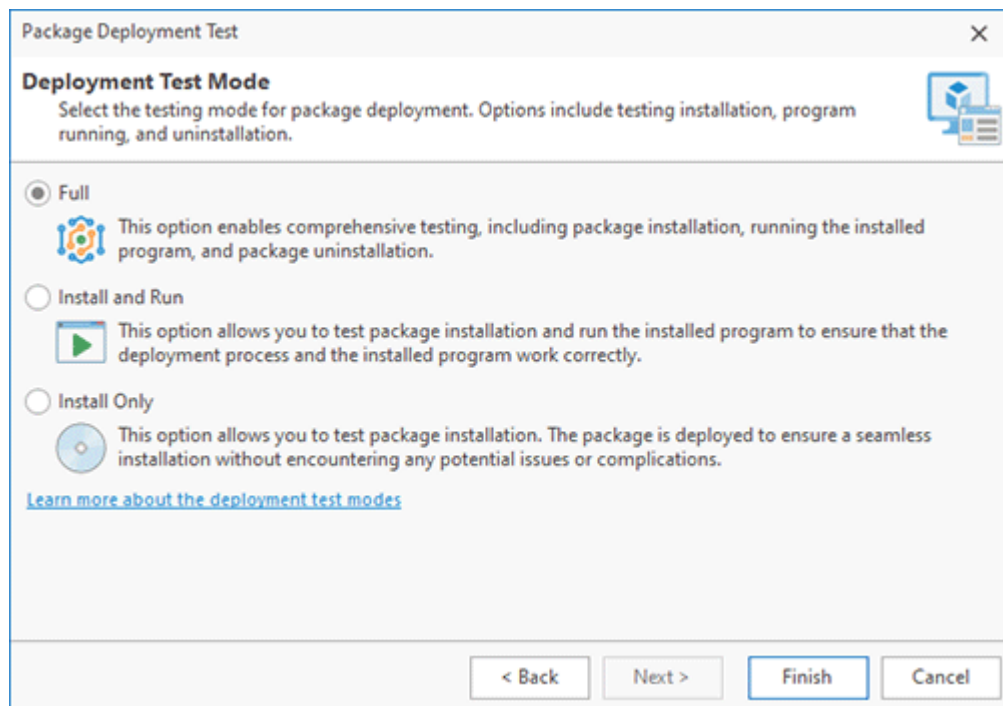 Package Deployment Test
Deployment Test Mode
Select the testing mode for package deployment. Options include testing installation, program
running, and uninstallation.
Full
This option enables comprehensive testing, including package installation, running the installed
program, and package uninstallation.
Install and Run
This option allows you to test package installation and run the installed program to ensure that the
deployment process and the installed program work correctly.
Install Only
This option allows you to test package installation. The package is deployed to ensure a seamless
installation without encountering any potential issues or complications.
Learn more about the deployment test modes
< Back Next > Finish Cancel